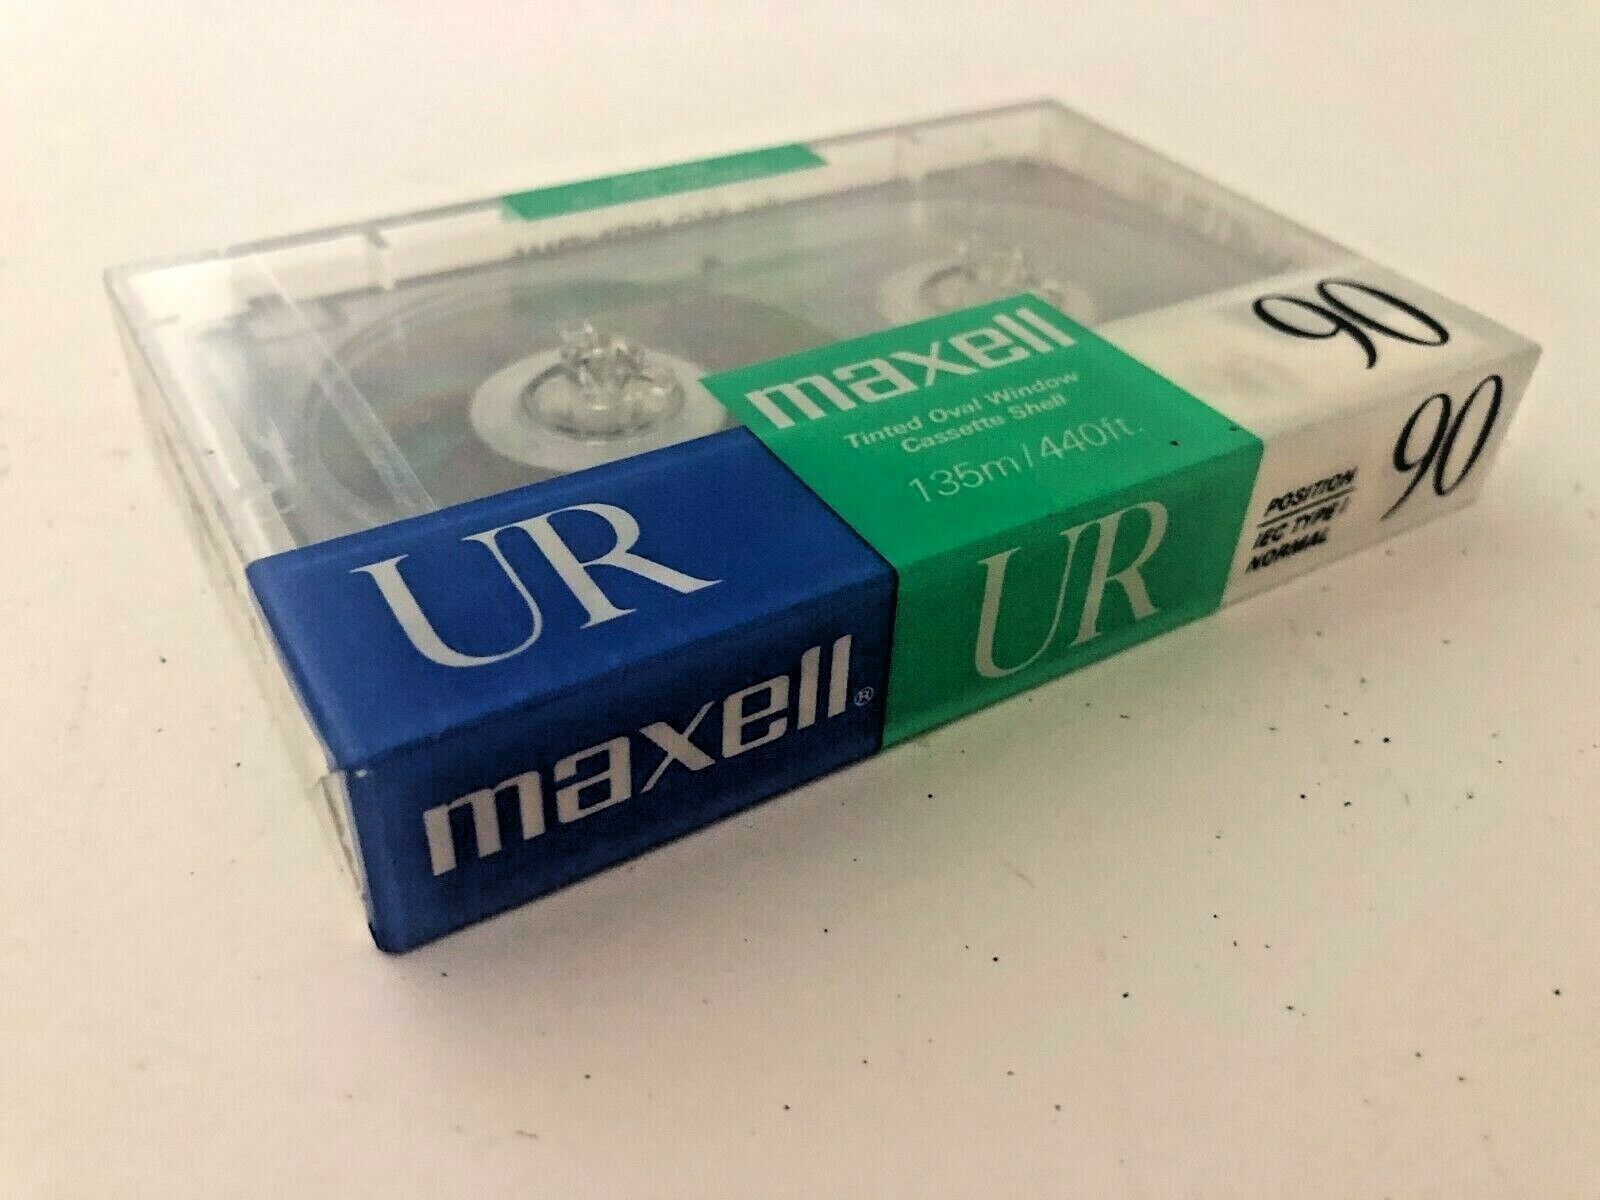 90
maxell
Tinted Oval Window
Cassette Shell
135m/440ft.
UR
maxell®
UR
POSITION
IEC TYPE I
NORMAL
90